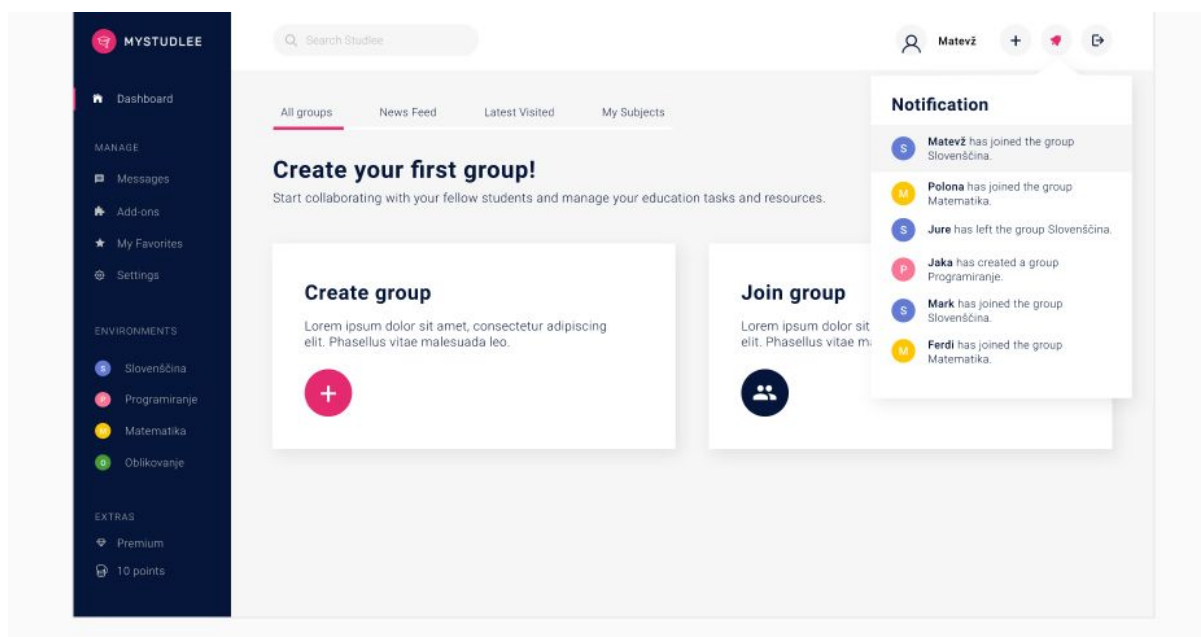 MYSTUDLEE
Search Studlee
Matevž
Dashboard
MANAGE
Messages
Add-ons
My Favorites
Settings
ENVIRONMENTS
S Slovenščina
P Programiranje
M Matematika
O Oblikovanje
EXTRAS
Premium
10 points
All groups News Feed Latest Visited My Subjects
Create your first group!
Start collaborating with your fellow students and manage your education tasks and resources.
Create group
Lorem ipsum dolor sit amet, consectetur adipiscing
elit. Phasellus vitae malesuada leo.
Join group
Lorem ipsum dolor sit
elit. Phasellus vitae m
Notification
S
Matevž has joined the group
Slovenščina.
M
Polona has joined the group
Matematika.
S
Jure has left the group Slovenščina.
P
Jaka has created a group
Programiranje.
S
Mark has joined the group
Slovenščina.
M
Ferdi has joined the group
Matematika.